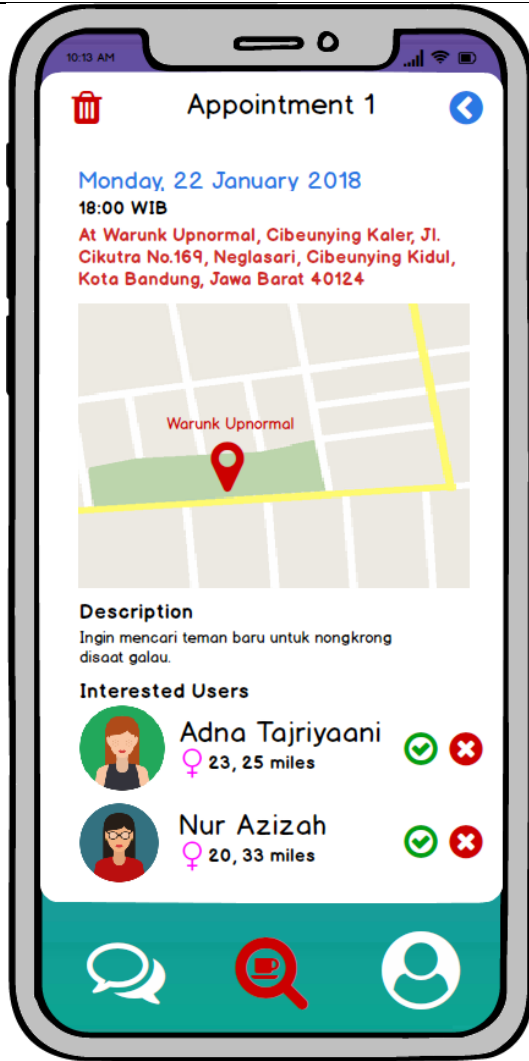 10:13 AM
Appointment 1
Monday, 22 January 2018
18:00 WIB
At Warunk Upnormal, Cibeunying Kaler, Jl.
Cikutra No.169, Neglasari, Cibeunying Kidul,
Kota Bandung, Jawa Barat 40124
Warunk Upnormal
Description
Ingin mencari teman baru untuk nongkrong
disaat galau.
Interested Users
Adna Tajriyaani
23, 25 miles
Nur Azizah
20, 33 miles